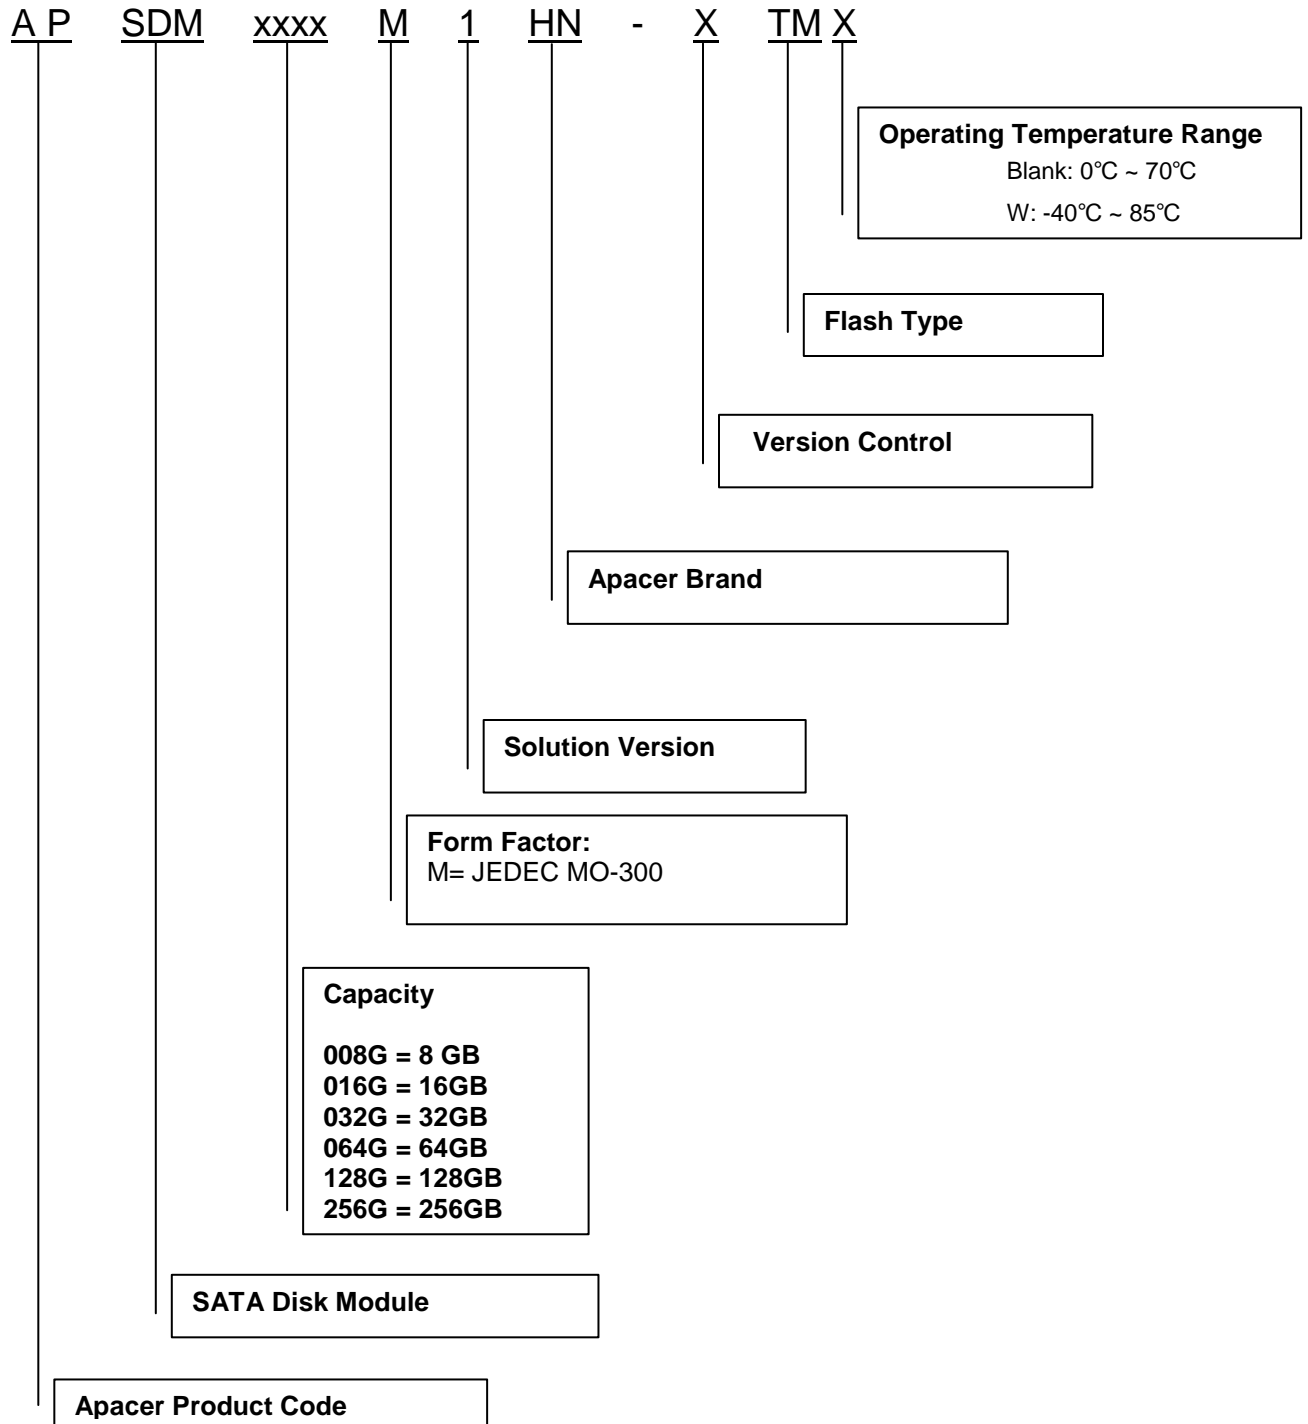 A P SDM xxxx M 1 HN - X TM X
Operating Temperature Range
Blank: 0℃ ~ 70℃
W: -40℃ ~ 85℃
Flash Type
Version Control
Apacer Brand
Solution Version
Form Factor:
M= JEDEC MO-300
Capacity
008G = 8 GB
016G = 16GB
032G = 32GB
064G = 64GB
128G = 128GB
256G = 256GB
SATA Disk Module
Apacer Product Code